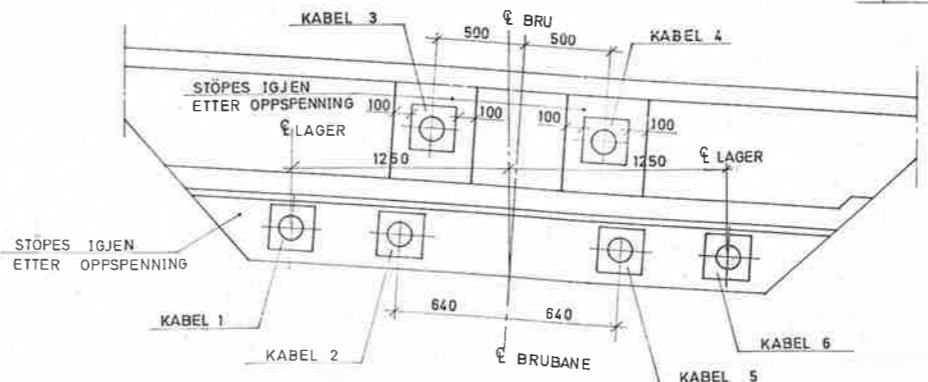 KABEL 3
℄ BRU
500
500
KABEL 4
STÖPES IGJEN
ETTER OPPSPENNING
100
100
100
100
℄ LAGER
1250
1250
℄ LAGER
STÖPES IGJEN
ETTER OPPSPENNING
640
640
KABEL 1
KABEL 2
℄ BRUBANE
KABEL 6
KABEL 5